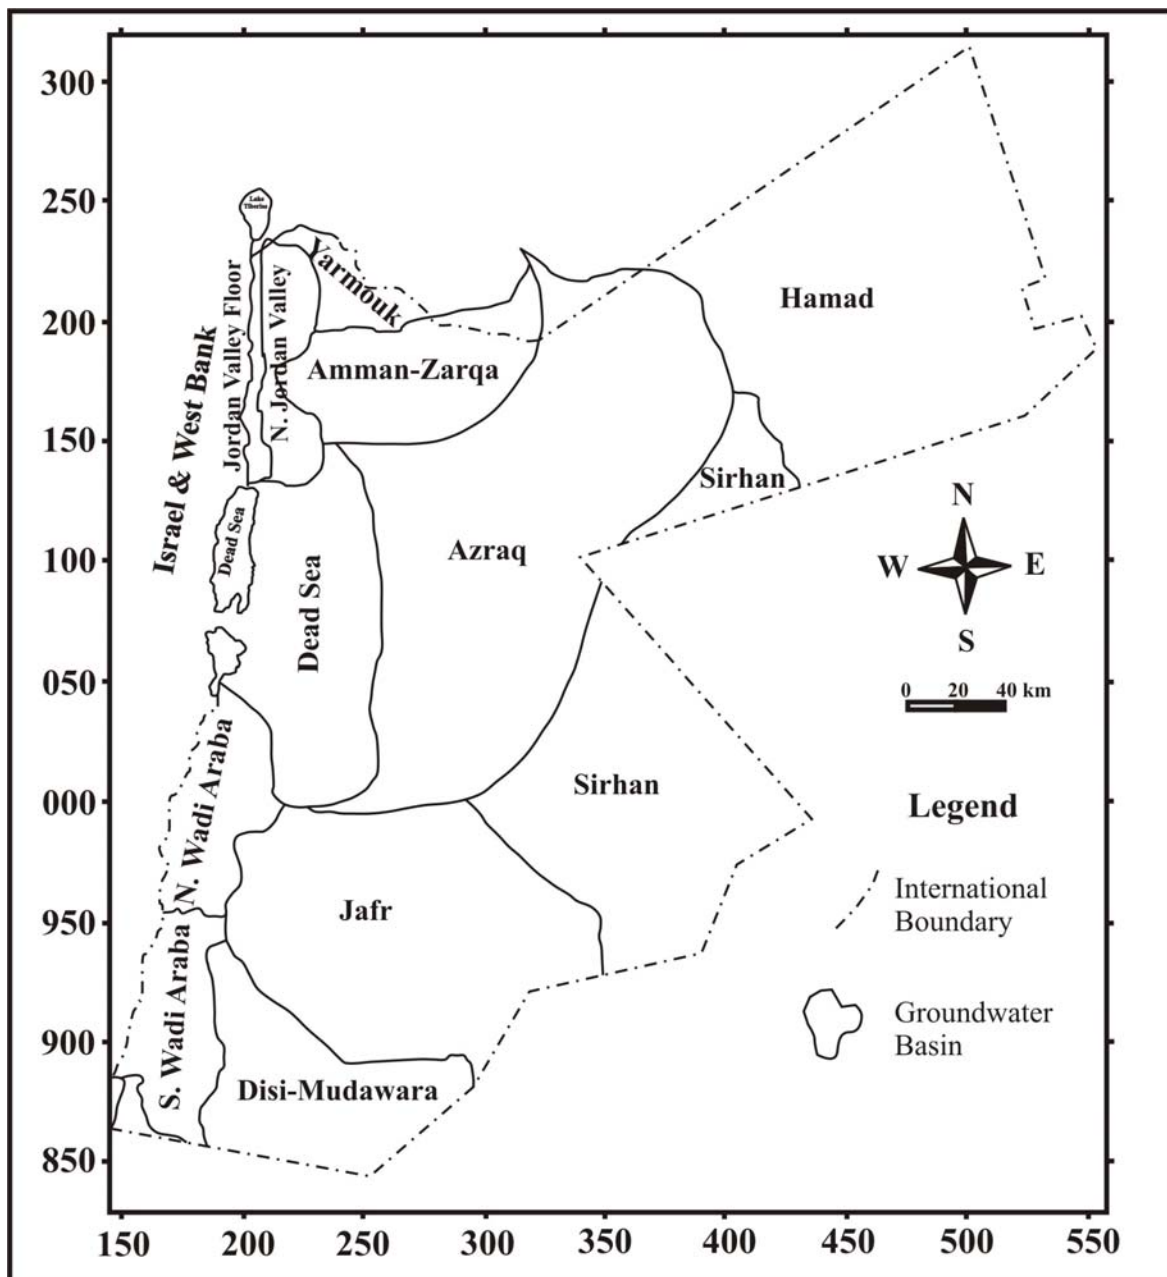 300
250
200
150
100
050
000
950
900
850
150
200
250
300
350
400
450
500
550
Lake
Tiberias
Yarmouk
Hamad
Jordan Valley Floor
N. Jordan Valley
Amman-Zarqa
Israel & West Bank
Sirhan
Dead Sea
Azraq
Dead Sea
N
W
E
S
0 20 40 km
N. Wadi Araba
Sirhan
Legend
Jafr
International
Boundary
S. Wadi Araba
Groundwater
Basin
Disi-Mudawara